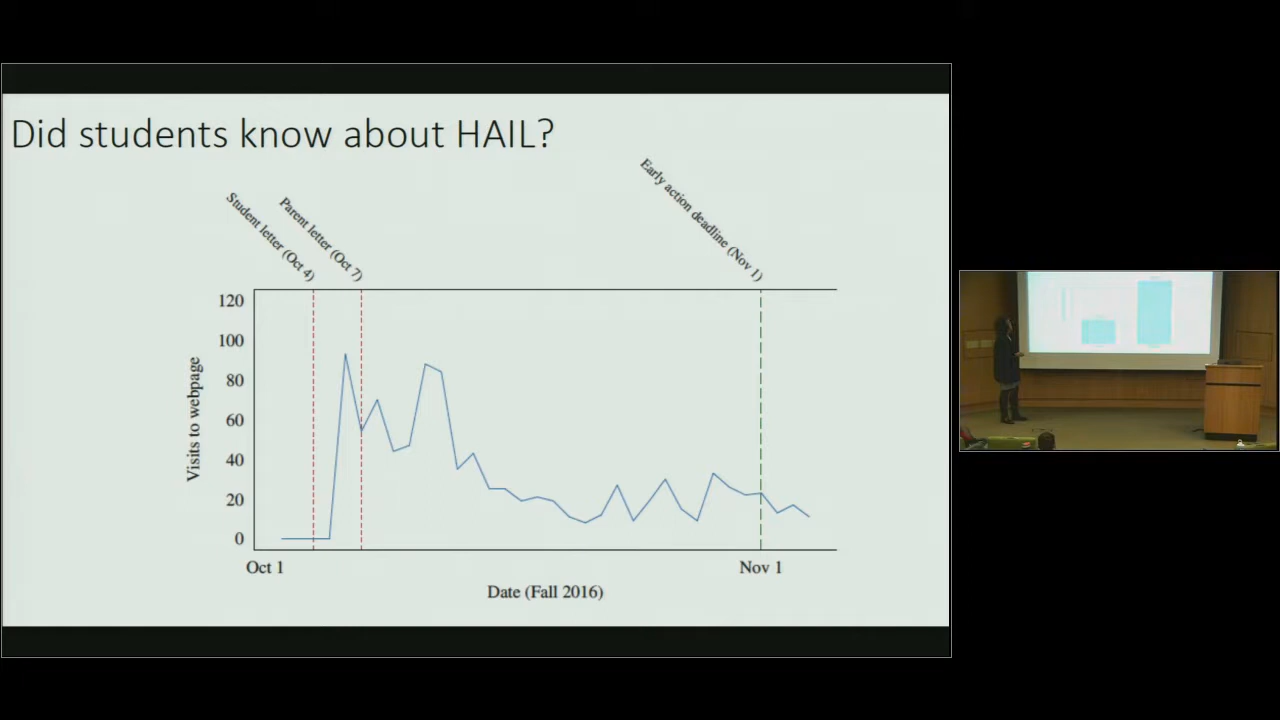 Did students know about HAIL?
Student letter (Oct 4)
Parent letter (Oct 7)
Early action deadline (Nov 1)
120
100
80
60
40
20
0
Visits to webpage
Oct 1
Nov 1
Date (Fall 2016)